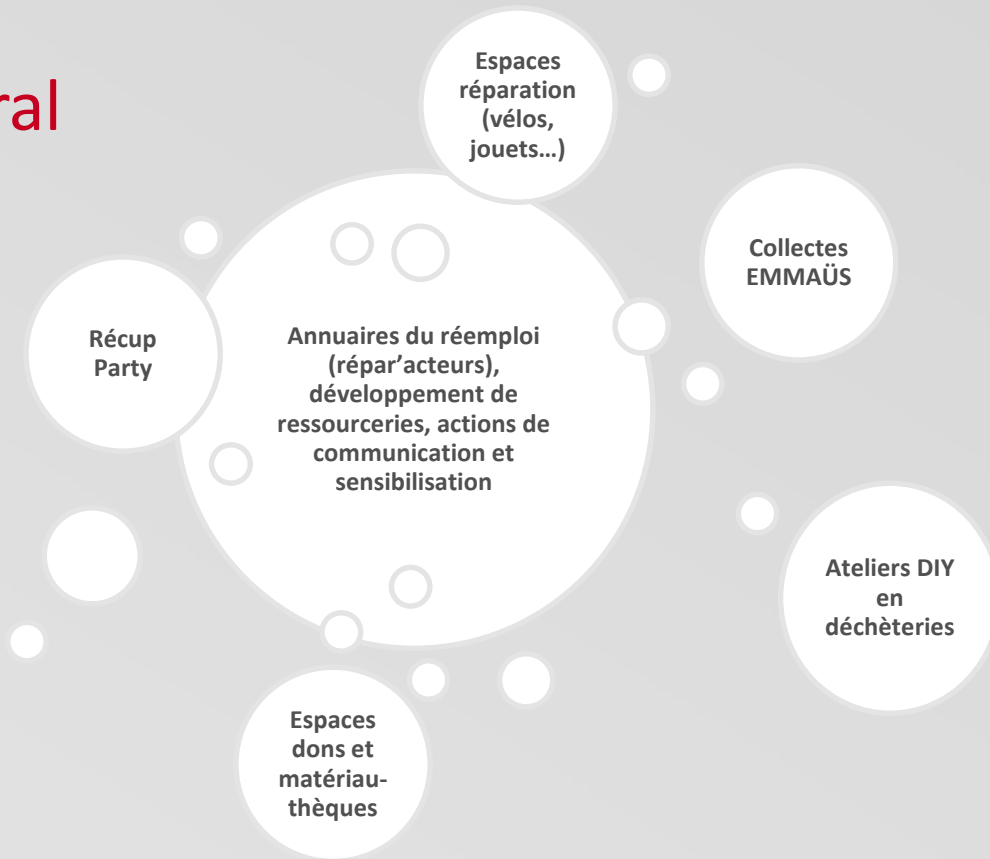 ral
Espaces
réparation
(vélos,
jouets…)
Collectes
EMMAÜS
Récup
Party
Annuaires du réemploi
(répar’acteurs),
développement de
ressourceries, actions de
communication et
sensibilisation
Ateliers DIY
en
déchèteries
Espaces
dons et
matériau-
thèques